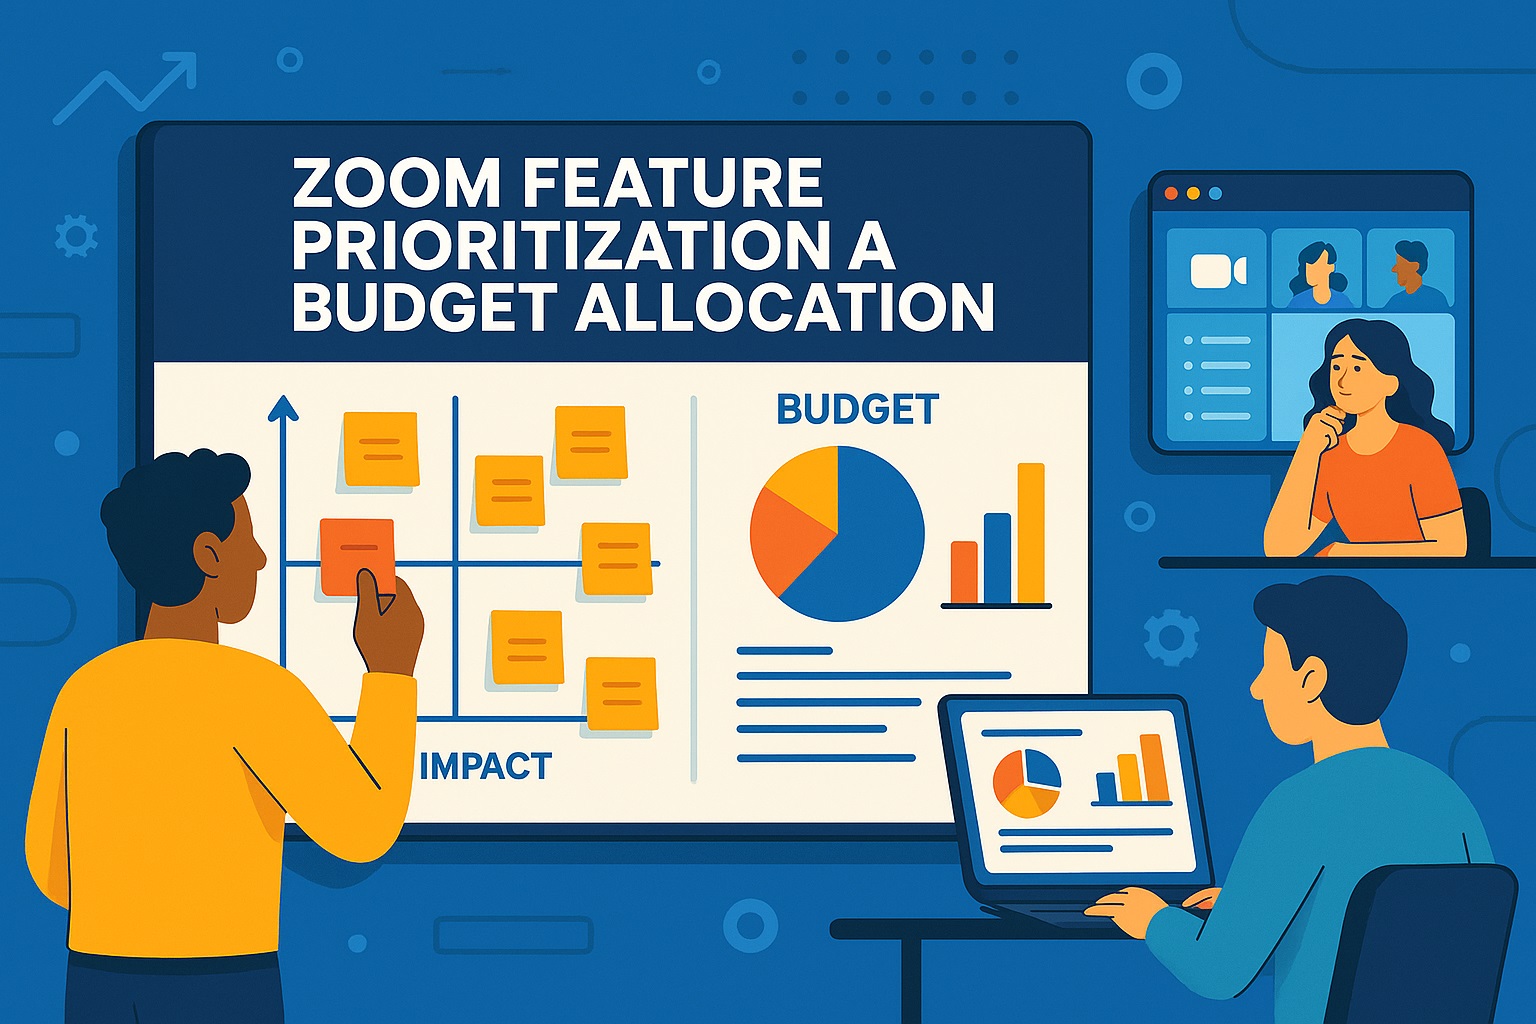 ZOOM FEATURE
PRIORITIZATION A
BUDGET ALLOCATION
BUDGET
IMPACT